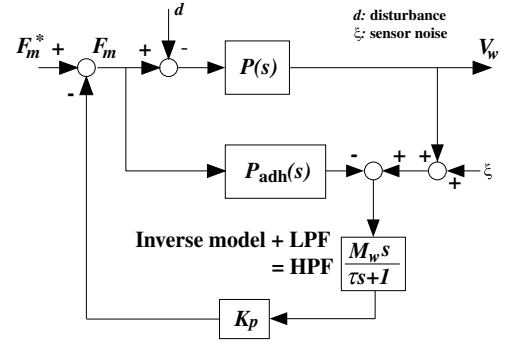 d
d: disturbance
ξ: sensor noise
F_m^* + F_m + - P(s) V_w
-
P_adh(s) - + + ξ
+
Inverse model + LPF
= HPF
M_w s
τs+1
K_p